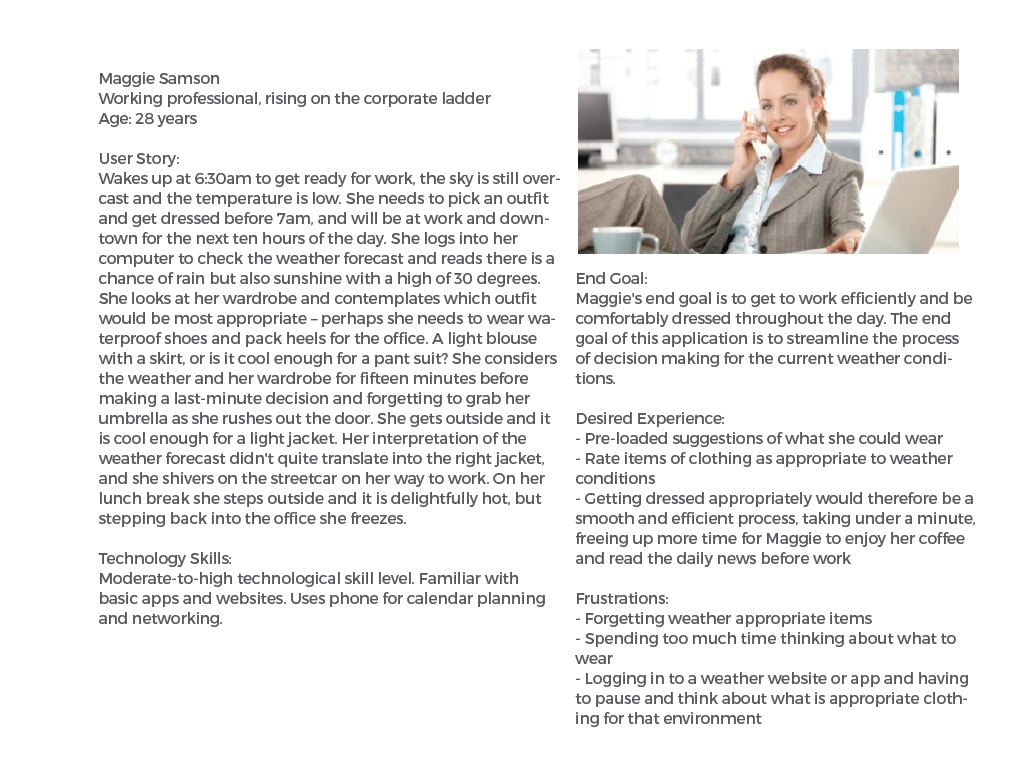 Maggie Samson
Working professional, rising on the corporate ladder
Age: 28 years
User Story:
Wakes up at 6:30am to get ready for work, the sky is still over-
cast and the temperature is low. She needs to pick an outfit
and get dressed before 7am, and will be at work and down-
town for the next ten hours of the day. She logs into her
computer to check the weather forecast and reads there is a
chance of rain but also sunshine with a high of 30 degrees.
She looks at her wardrobe and contemplates which outfit
would be most appropriate – perhaps she needs to wear wa-
terproof shoes and pack heels for the office. A light blouse
with a skirt, or is it cool enough for a pant suit? She considers
the weather and her wardrobe for fifteen minutes before
making a last-minute decision and forgetting to grab her
umbrella as she rushes out the door. She gets outside and it
is cool enough for a light jacket. Her interpretation of the
weather forecast didn't quite translate into the right jacket,
and she shivers on the streetcar on her way to work. On her
lunch break she steps outside and it is delightfully hot, but
stepping back into the office she freezes.
Technology Skills:
Moderate-to-high technological skill level. Familiar with
basic apps and websites. Uses phone for calendar planning
and networking.
End Goal:
Maggie's end goal is to get to work efficiently and be
comfortably dressed throughout the day. The end
goal of this application is to streamline the process
of decision making for the current weather condi-
tions.
Desired Experience:
- Pre-loaded suggestions of what she could wear
- Rate items of clothing as appropriate to weather
conditions
- Getting dressed appropriately would therefore be a
smooth and efficient process, taking under a minute,
freeing up more time for Maggie to enjoy her coffee
and read the daily news before work
Frustrations:
- Forgetting weather appropriate items
- Spending too much time thinking about what to
wear
- Logging in to a weather website or app and having
to pause and think about what is appropriate cloth-
ing for that environment